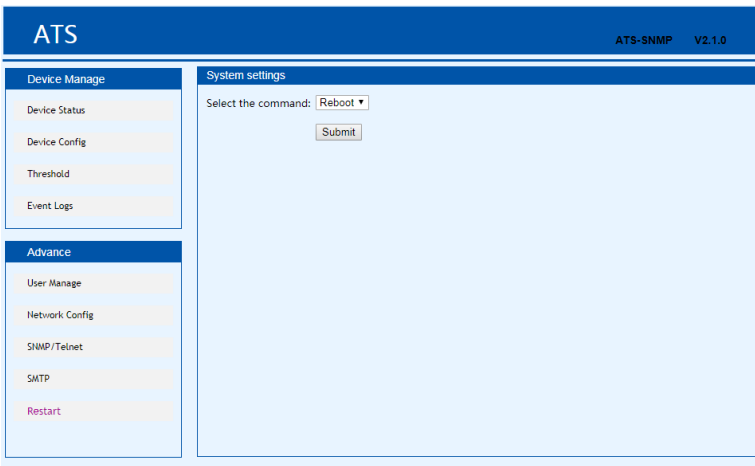 ATS
ATS-SNMP V2.1.0
Device Manage
Device Status
Device Config
Threshold
Event Logs
Advance
User Manage
Network Config
SNMP/Telnet
SMTP
Restart
System settings
Select the command: Reboot
Submit